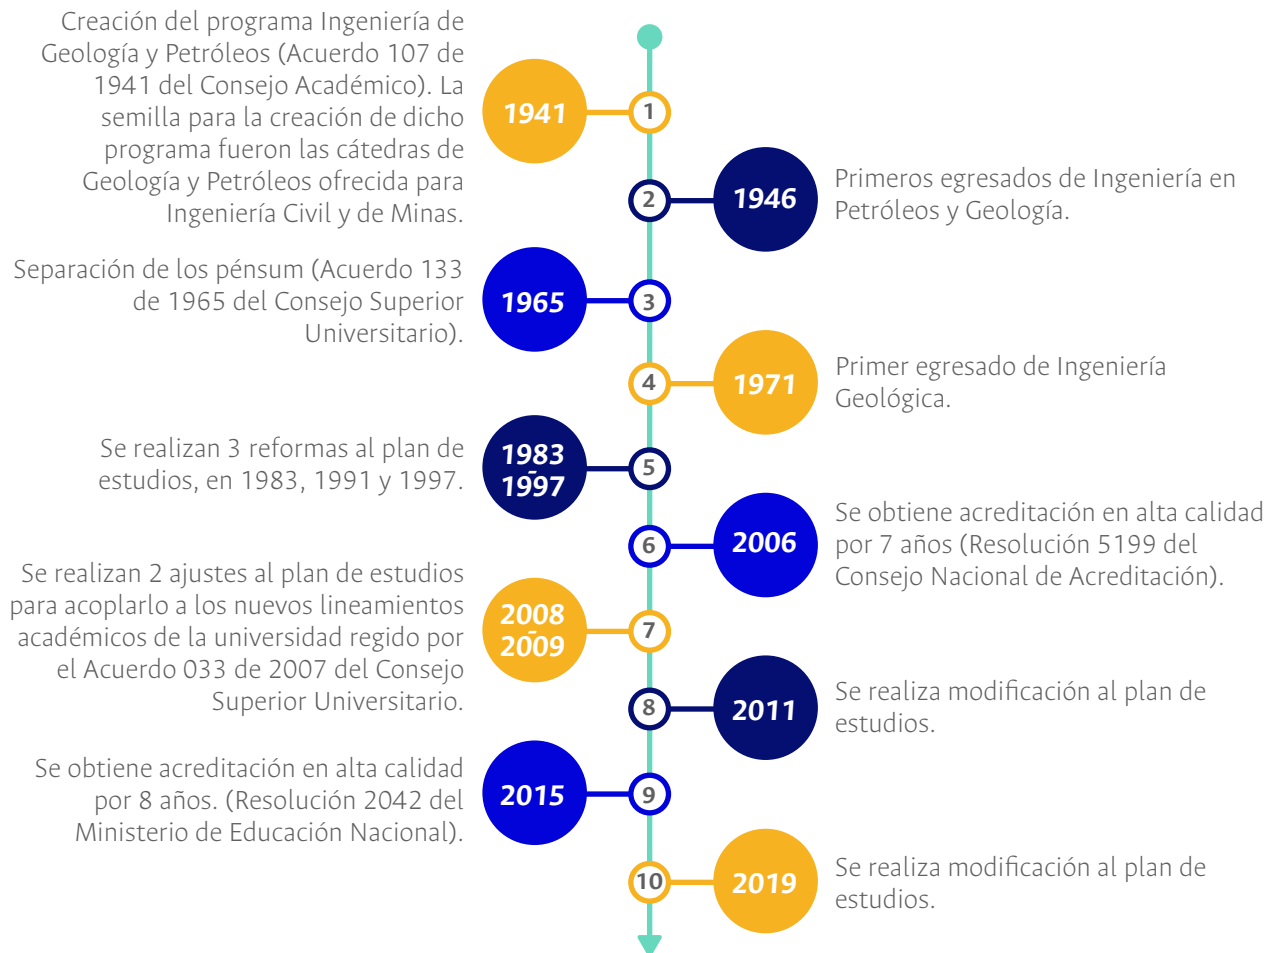 Creación del programa Ingeniería de
Geología y Petróleos (Acuerdo 107 de
1941 del Consejo Académico). La
semilla para la creación de dicho
programa fueron las cátedras de
Geología y Petróleos ofrecida para
Ingeniería Civil y de Minas.
1941
1
2
1946
Primeros egresados de Ingeniería en
Petróleos y Geología.
Separación de los pénsum (Acuerdo 133
de 1965 del Consejo Superior
Universitario).
1965
3
4
1971
Primer egresado de Ingeniería
Geológica.
Se realizan 3 reformas al plan de
estudios, en 1983, 1991 y 1997.
1983
-
1997
5
6
2006
Se obtiene acreditación en alta calidad
por 7 años (Resolución 5199 del
Consejo Nacional de Acreditación).
Se realizan 2 ajustes al plan de estudios
para acoplarlo a los nuevos lineamientos
académicos de la universidad regido por
el Acuerdo 033 de 2007 del Consejo
Superior Universitario.
2008
-
2009
7
8
2011
Se realiza modificación al plan de
estudios.
Se obtiene acreditación en alta calidad
por 8 años. (Resolución 2042 del
Ministerio de Educación Nacional).
2015
9
10
2019
Se realiza modificación al plan de
estudios.